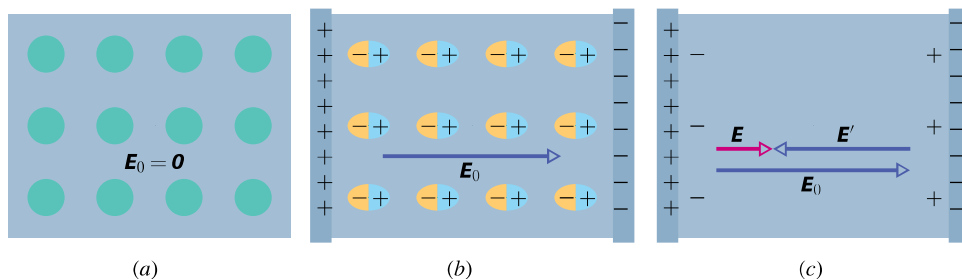 E₀ = 0
E₀
E E′
E₀
(a) (b) (c)